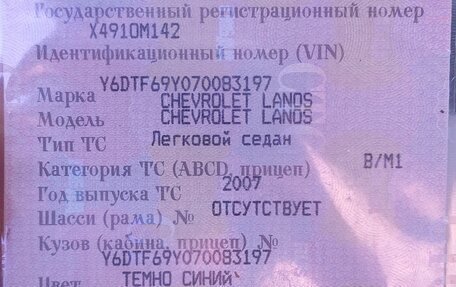 Государственный регистрационный номер
Х491ОМ142
Идентификационный номер (VIN)
Y6DTF69Y070083197
Марка CHEVROLET LANOS
Модель CHEVROLET LANOS
Тип ТС Легковой седан
Категория ТС (ABCD, прицеп) B/M1
Год выпуска ТС 2007
Шасси (рама) № ОТСУТСТВУЕТ
Кузов (кабина, прицеп) №
Y6DTF69Y070083197
Цвет ТЕМНО СИНИЙ